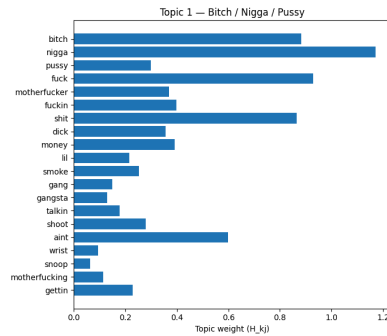 Topic 1 — Bitch / Nigga / Pussy
bitch
nigga
pussy
fuck
motherfucker
fuckin
shit
dick
money
lil
smoke
gang
gangsta
talkin
shoot
aint
wrist
snoop
motherfucking
gettin
0.0 0.2 0.4 0.6 0.8 1.0 1.2
Topic weight (H_kj)